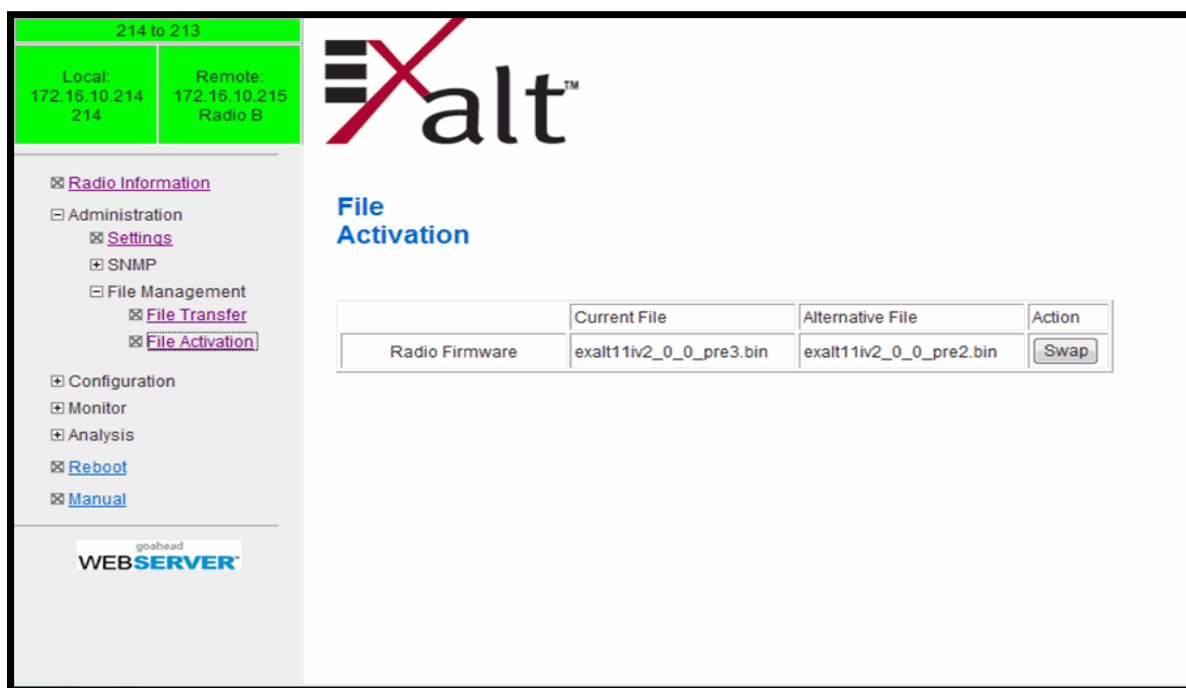 214 to 213
Local:
172.16.10.214
214
Remote:
172.16.10.215
Radio B
EXalt™
Radio Information
Administration
Settings
SNMP
File Management
File Transfer
File Activation
Configuration
Monitor
Analysis
Reboot
Manual
goahead
WEBSERVER™
File
Activation
Current File Alternative File Action
Radio Firmware exalt11iv2_0_0_pre3.bin exalt11iv2_0_0_pre2.bin Swap